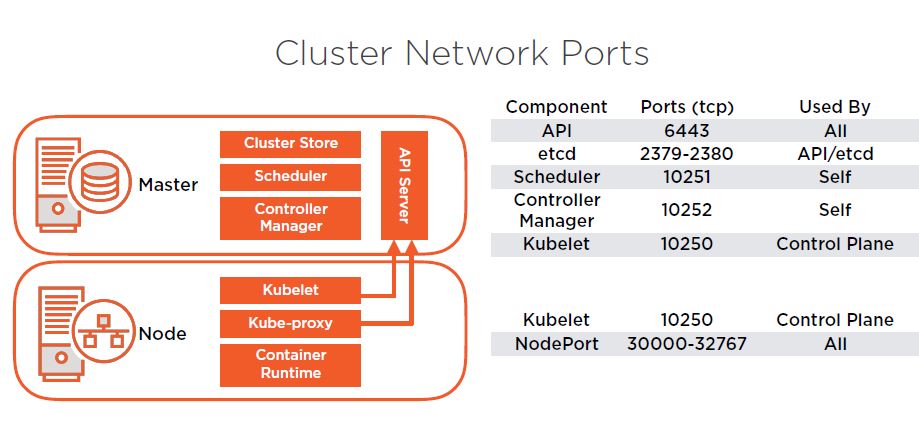 Cluster Network Ports
Master
Cluster Store
Scheduler
Controller
Manager
API Server
Node
Kubelet
Kube-proxy
Container
Runtime
Component Ports (tcp) Used By
API 6443 All
etcd 2379-2380 API/etcd
Scheduler 10251 Self
Controller
Manager 10252 Self
Kubelet 10250 Control Plane
Kubelet 10250 Control Plane
NodePort 30000-32767 All